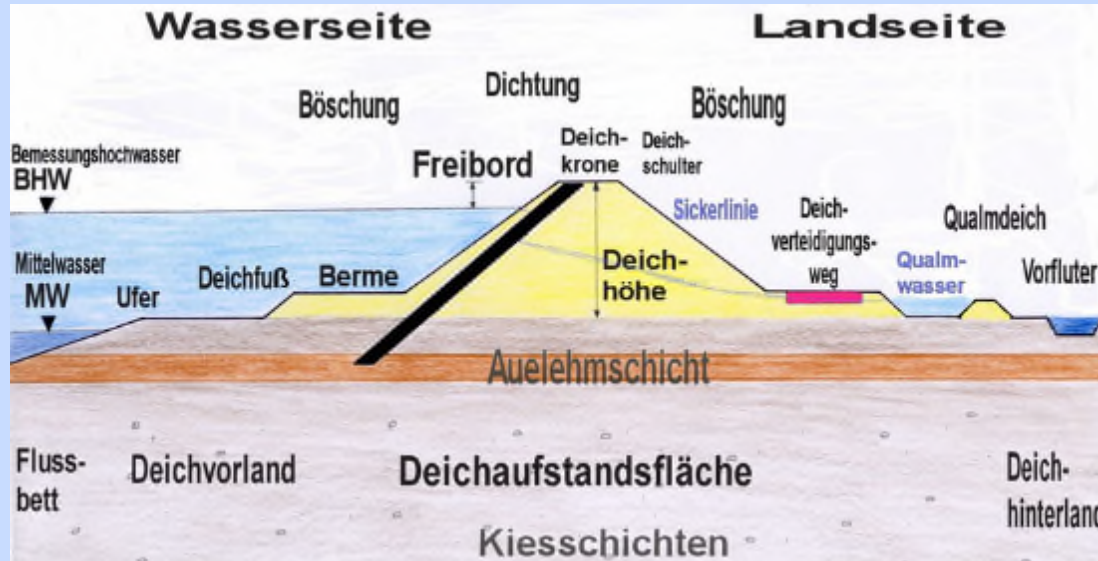 Wasserseite
Landseite
Dichtung
Böschung
Böschung
Bemessungshochwasser
BHW
Freibord
Deich-
krone
Deich-
schulter
Sickerlinie
Deich-
verteidigungs-
weg
Qualmdeich
Mittelwasser
MW
Ufer
Deichfuß
Berme
Deich-
höhe
Qualm-
wasser
Vorfluter
Auelehmschicht
Fluss-
bett
Deichvorland
Deichaufstandsfläche
Deich-
hinterland
Kiesschichten